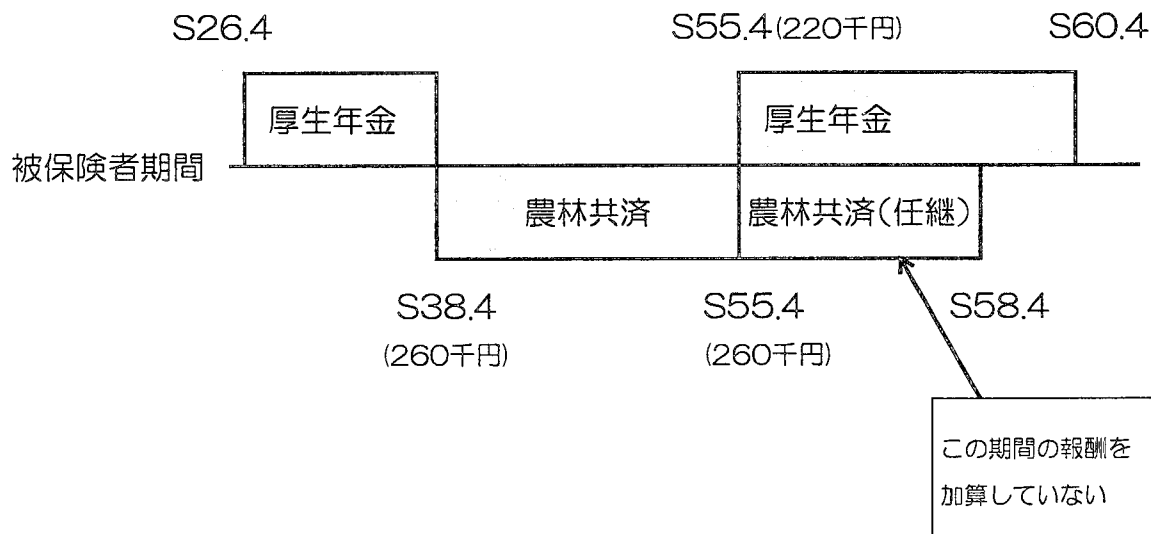 S26.4
S55.4(220千円)
S60.4
厚生年金
厚生年金
被保険者期間
農林共済
農林共済(任継)
S38.4
S55.4
S58.4
(260千円)
(260千円)
この期間の報酬を
加算していない